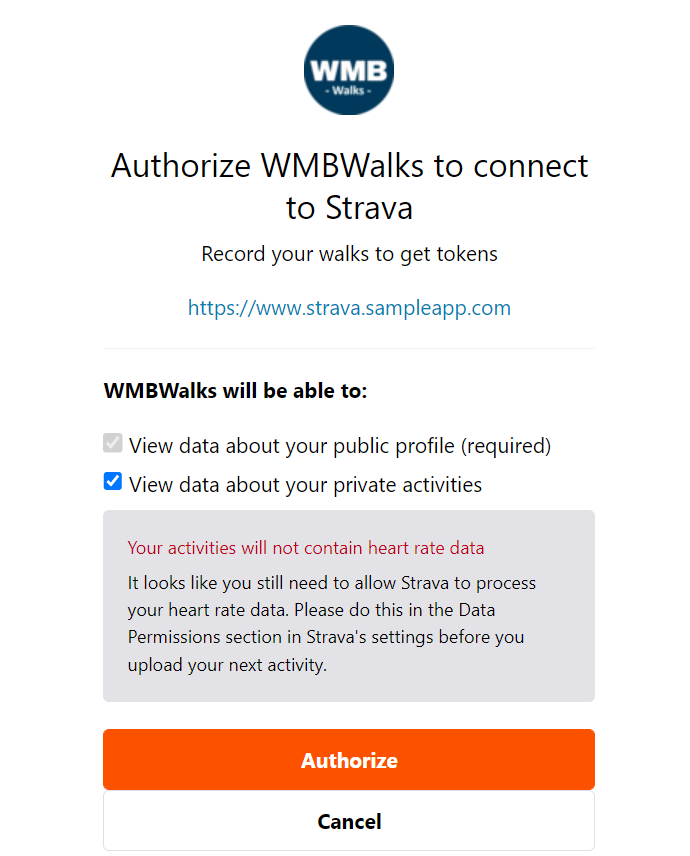 WMB
- Walks -
Authorize WMBWalks to connect
to Strava
Record your walks to get tokens
https://www.strava.sampleapp.com
WMBWalks will be able to:
View data about your public profile (required)
View data about your private activities
Your activities will not contain heart rate data
It looks like you still need to allow Strava to process
your heart rate data. Please do this in the Data
Permissions section in Strava's settings before you
upload your next activity.
Authorize
Cancel